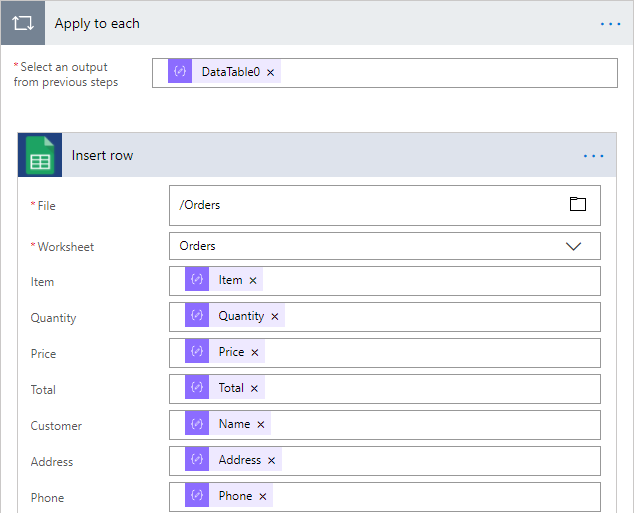 Apply to each
* Select an output
from previous steps
DataTable0 ×
Insert row
* File
/Orders
* Worksheet
Orders
Item
Item ×
Quantity
Quantity ×
Price
Price ×
Total
Total ×
Customer
Name ×
Address
Address ×
Phone
Phone ×